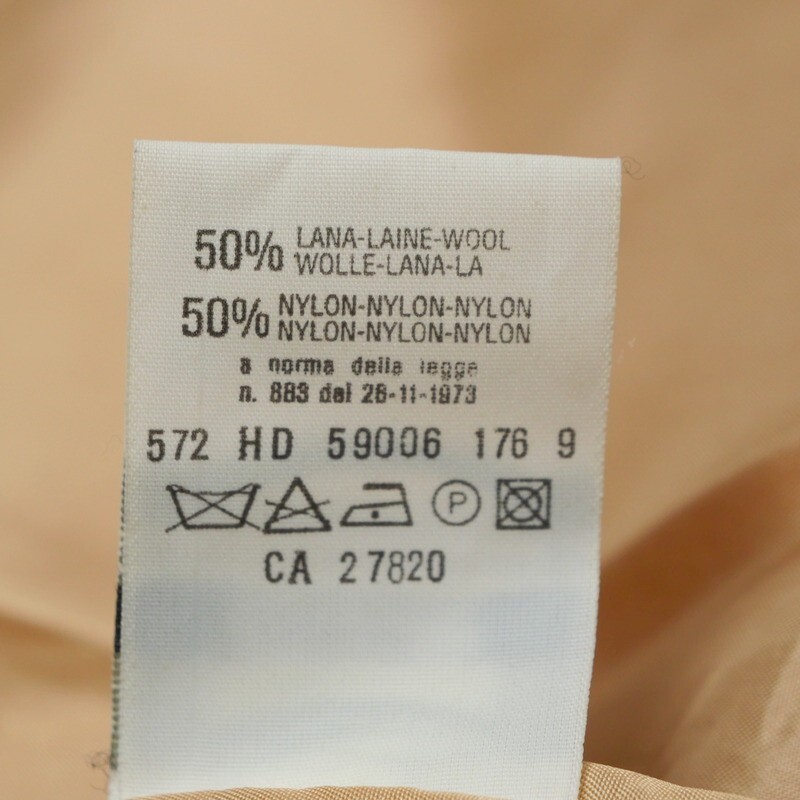 50% LANA-LAINE-WOOL
WOLLE-LANA-LA
50% NYLON-NYLON-NYLON
NYLON-NYLON-NYLON
a norma della legge
n. 883 del 26-11-1973
572 HD 59006 176 9
P
CA 27820